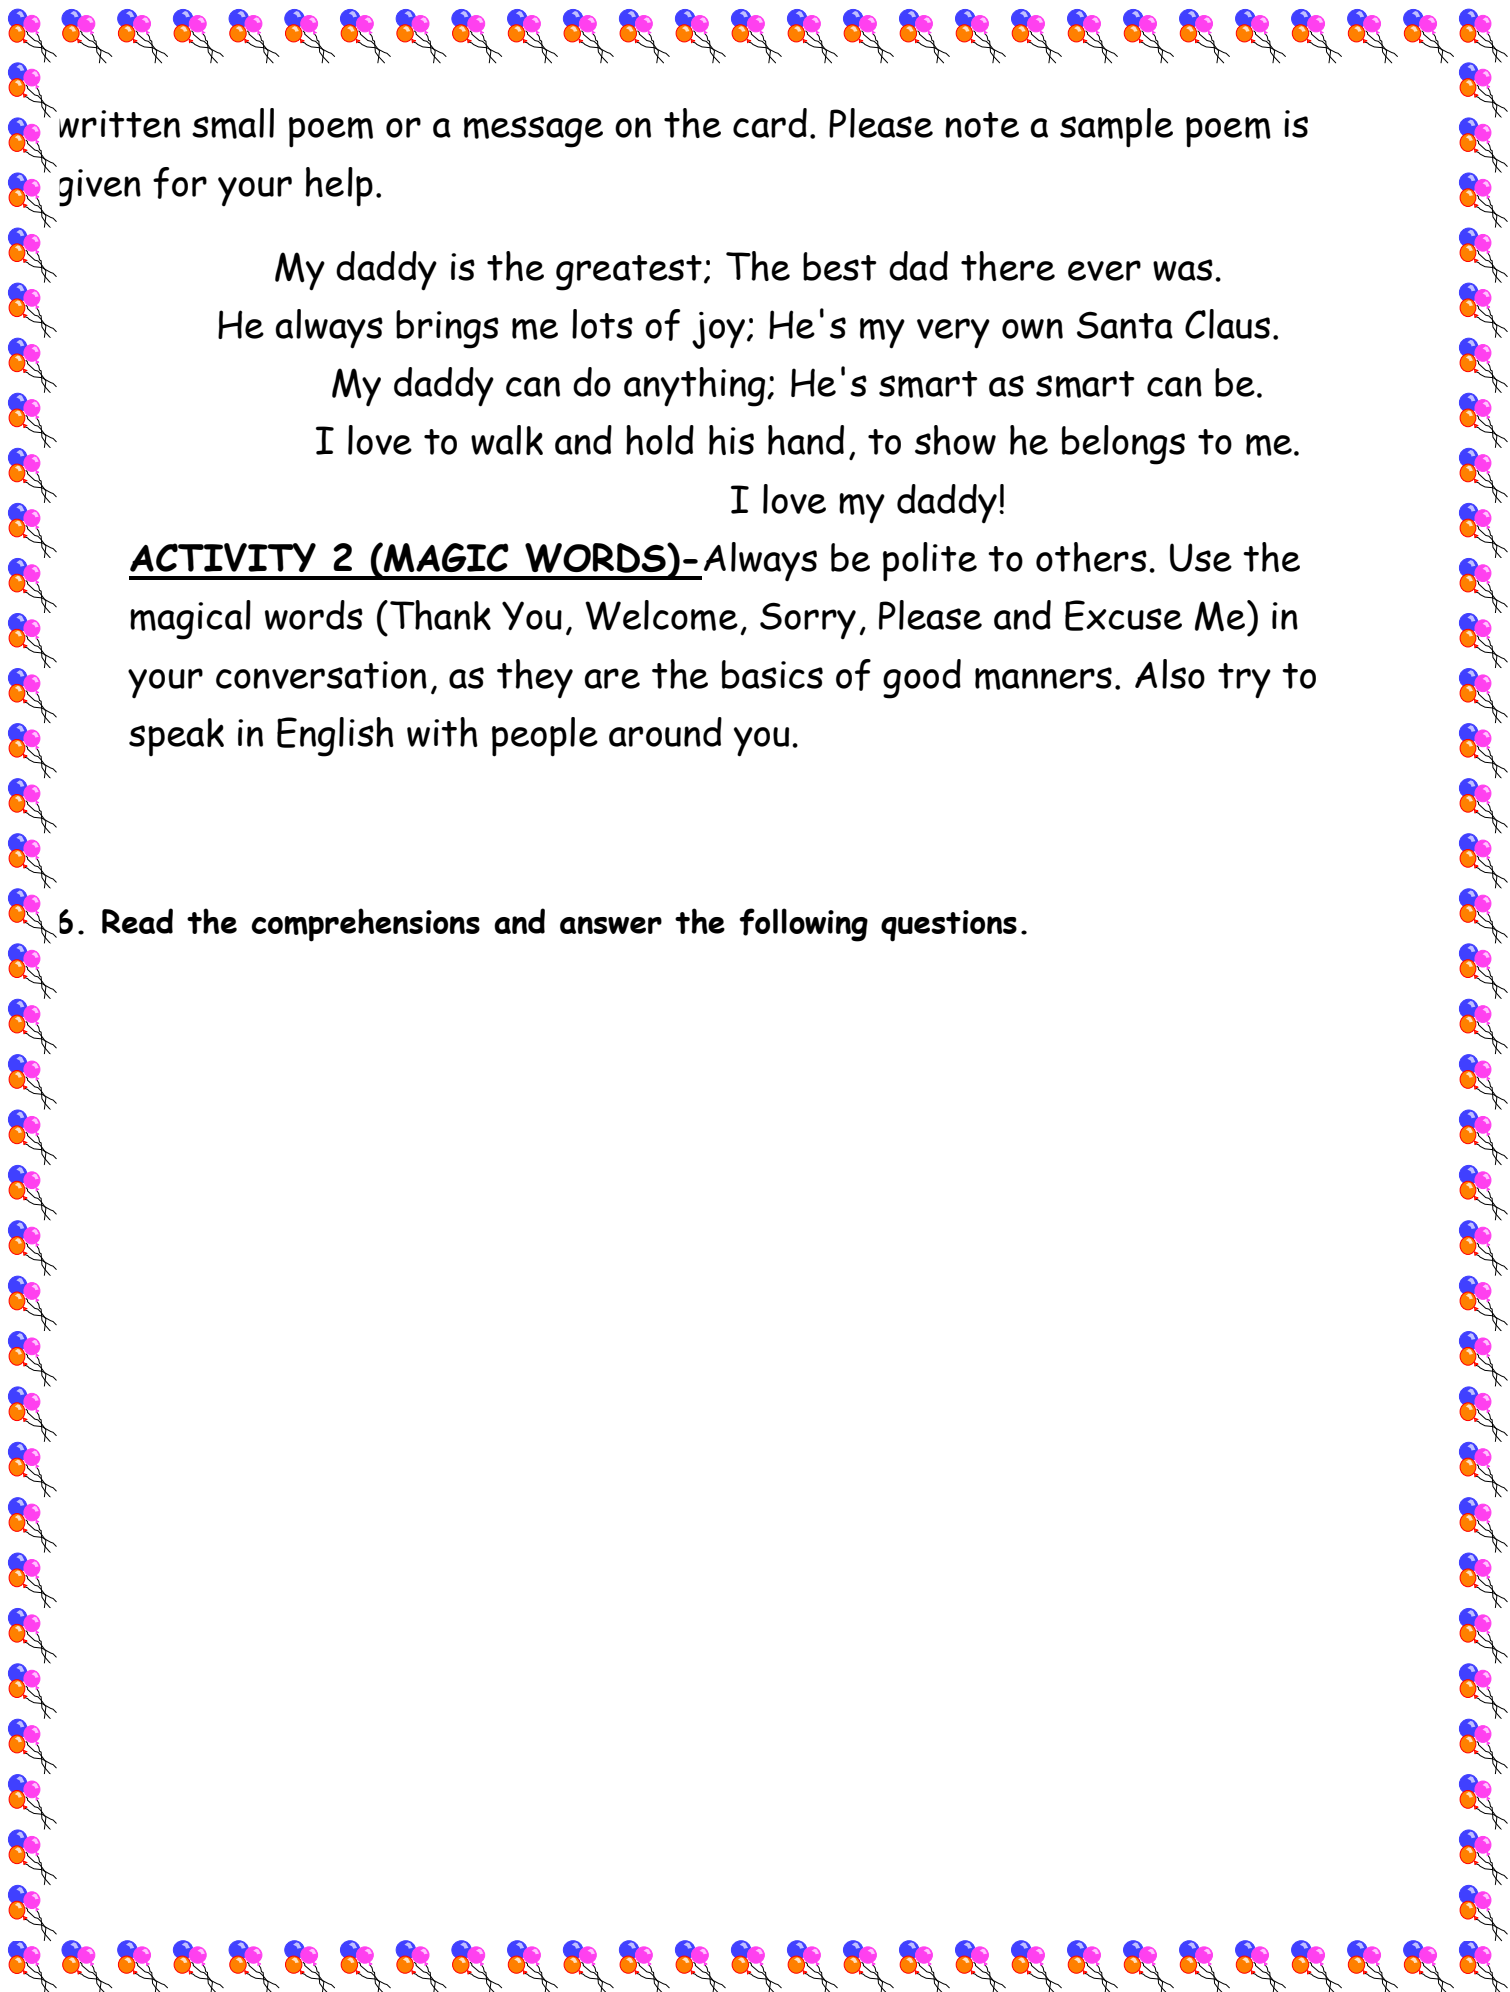 written small poem or a message on the card. Please note a sample poem is
given for your help.
My daddy is the greatest; The best dad there ever was.
He always brings me lots of joy; He's my very own Santa Claus.
My daddy can do anything; He's smart as smart can be.
I love to walk and hold his hand, to show he belongs to me.
I love my daddy!
ACTIVITY 2 (MAGIC WORDS)-Always be polite to others. Use the
magical words (Thank You, Welcome, Sorry, Please and Excuse Me) in
your conversation, as they are the basics of good manners. Also try to
speak in English with people around you.
6. Read the comprehensions and answer the following questions.